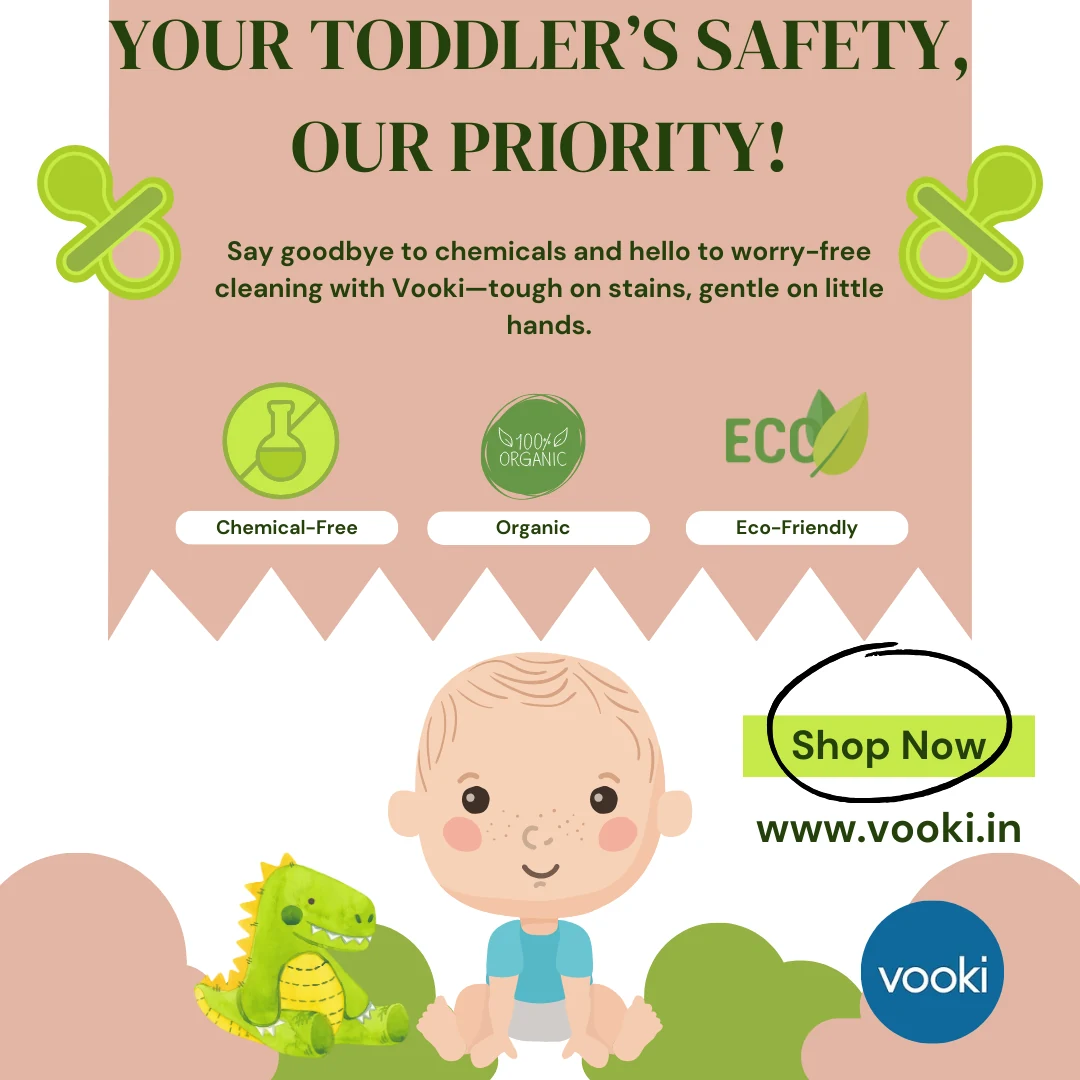 YOUR TODDLER’S SAFETY,
OUR PRIORITY!
Say goodbye to chemicals and hello to worry-free
cleaning with Vooki—tough on stains, gentle on little
hands.
100%
ORGANIC
ECO
Chemical-Free
Organic
Eco-Friendly
Shop Now
www.vooki.in
vooki